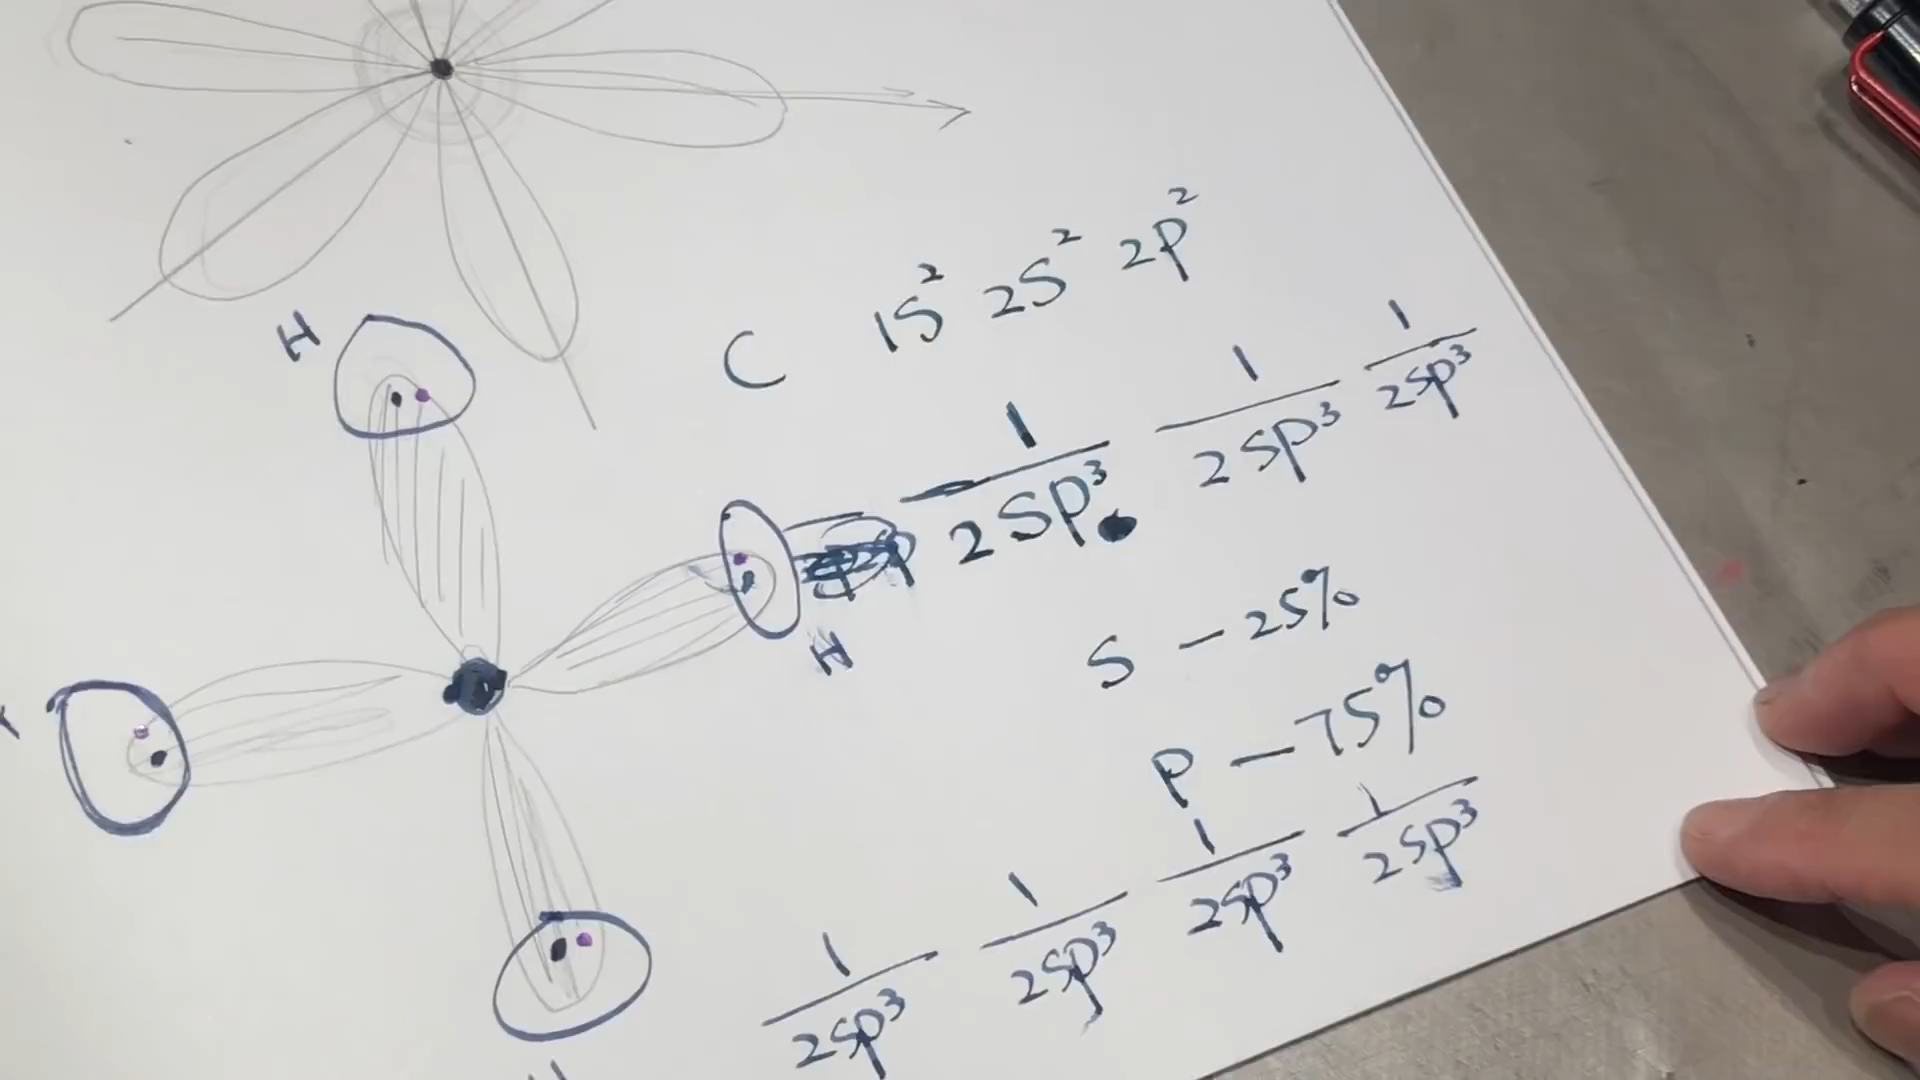 C 1S² 2S² 2P²
H
1 1 1
2SP³ 2SP³ 2SP³
H
S - 25%
P - 75%
1 1 1 1
2SP³ 2SP³ 2SP³ 2SP³